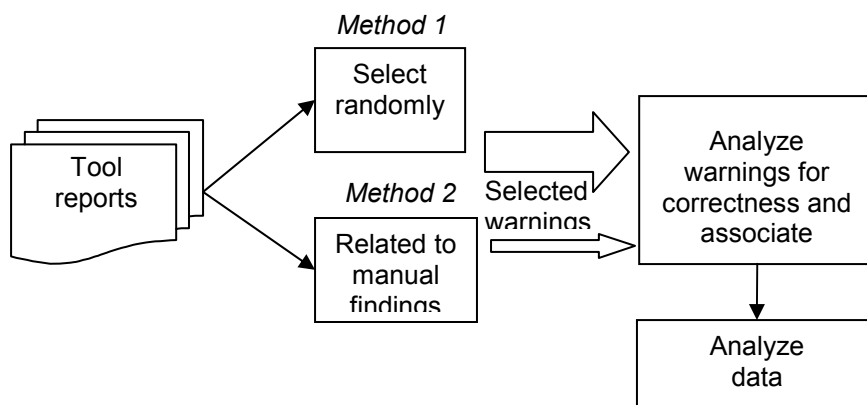 Method 1
Select
randomly
Tool
reports
Method 2
Related to
manual
findings
Selected
warnings
Analyze
warnings for
correctness and
associate
Analyze
data